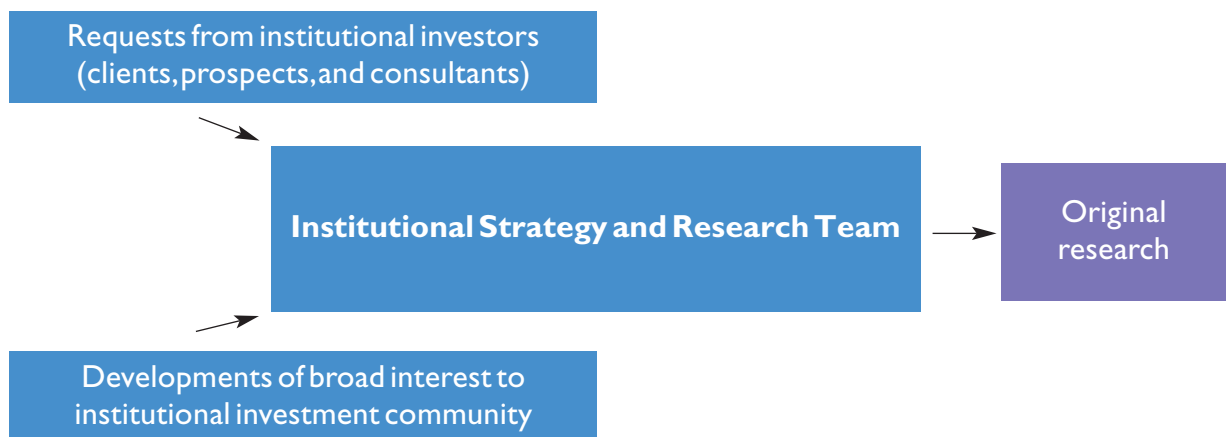 Requests from institutional investors
(clients, prospects, and consultants)
Institutional Strategy and Research Team
Original
research
Developments of broad interest to
institutional investment community